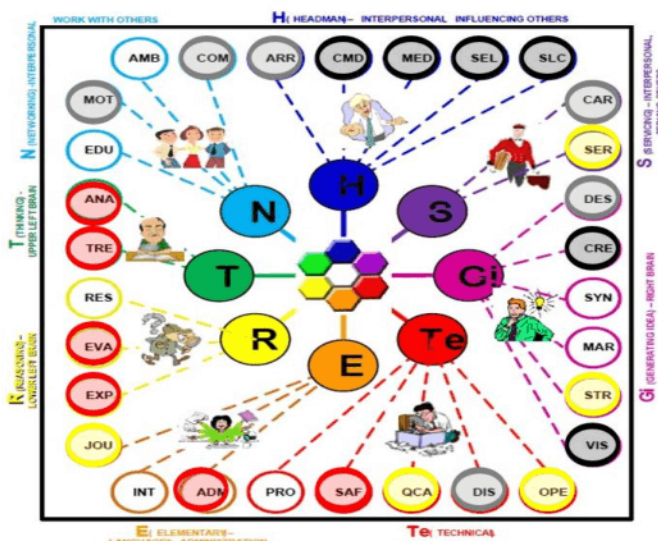 WORK WITH OTHERS
H( HEADMAN)– INTERPERSONAL INFLUENCING OTHERS
N (NETWORKING) -INTERPERSONAL
AMB
COM
ARR
CMD
MED
SEL
SLC
MOT
CAR
EDU
SER
S (SERVICING) – INTERPERSONAL,
ANA
DES
T (THINKING) -
UPPER LEFT BRAIN
TRE
CRE
N
H
S
T
Gi
RES
SYN
R
E
Te
EVA
MAR
R (REASONING) –
LOWER LEFT BRAIN
EXP
STR
Gi (GENERATING IDEA) – RIGHT BRAIN
JOU
VIS
INT
ADM
PRO
SAF
QCA
DIS
OPE
E( ELEMENTARY)–
Te( TECHNICAL)